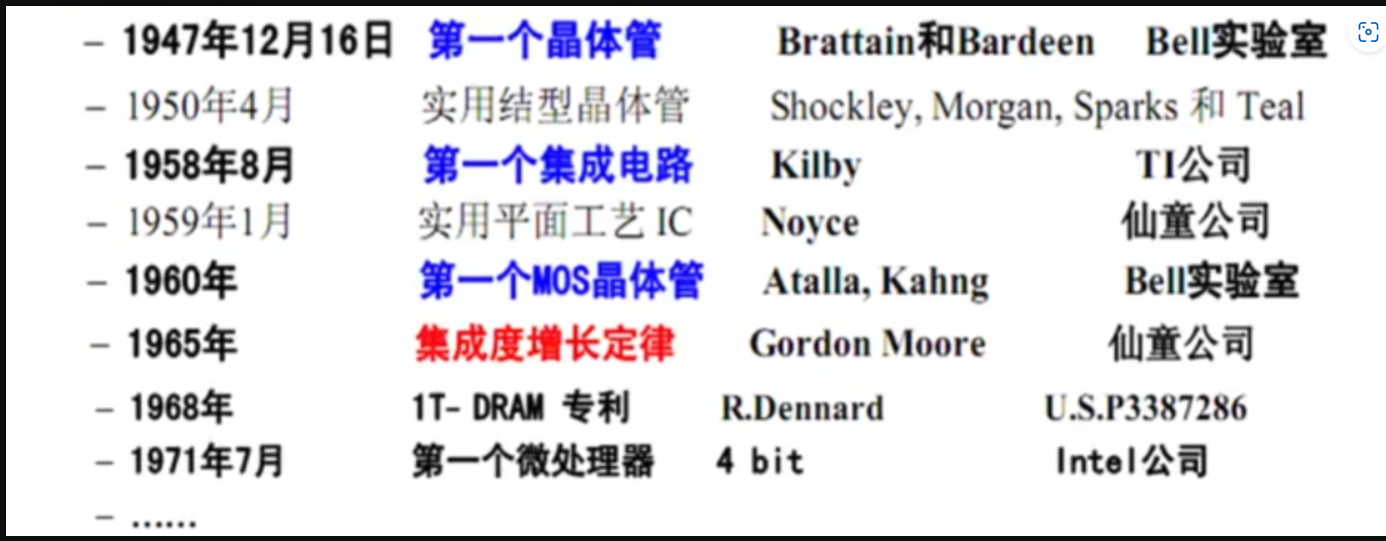 – 1947年12月16日 第一个晶体管 Brattain和Bardeen Bell实验室
– 1950年4月 实用结型晶体管 Shockley, Morgan, Sparks 和 Teal
– 1958年8月 第一个集成电路 Kilby TI公司
– 1959年1月 实用平面工艺 IC Noyce 仙童公司
– 1960年 第一个MOS晶体管 Atalla, Kahng Bell实验室
– 1965年 集成度增长定律 Gordon Moore 仙童公司
– 1968年 1T- DRAM 专利 R.Dennard U.S.P3387286
– 1971年7月 第一个微处理器 4 bit Intel公司
– ……